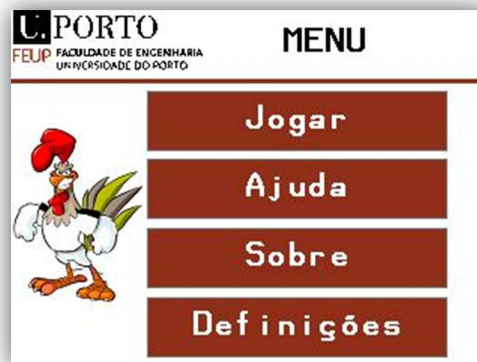 U.PORTO
FEUP FACULDADE DE ENGENHARIA
UNIVERSIDADE DO PORTO
MENU
Jogar
Ajuda
Sobre
Definições